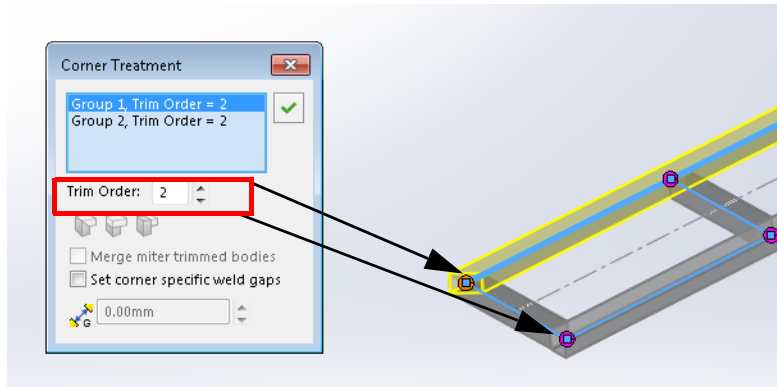 Corner Treatment
Group 1, Trim Order = 2
Group 2, Trim Order = 2
Trim Order: 2
Merge miter trimmed bodies
Set corner specific weld gaps
G 0.00mm